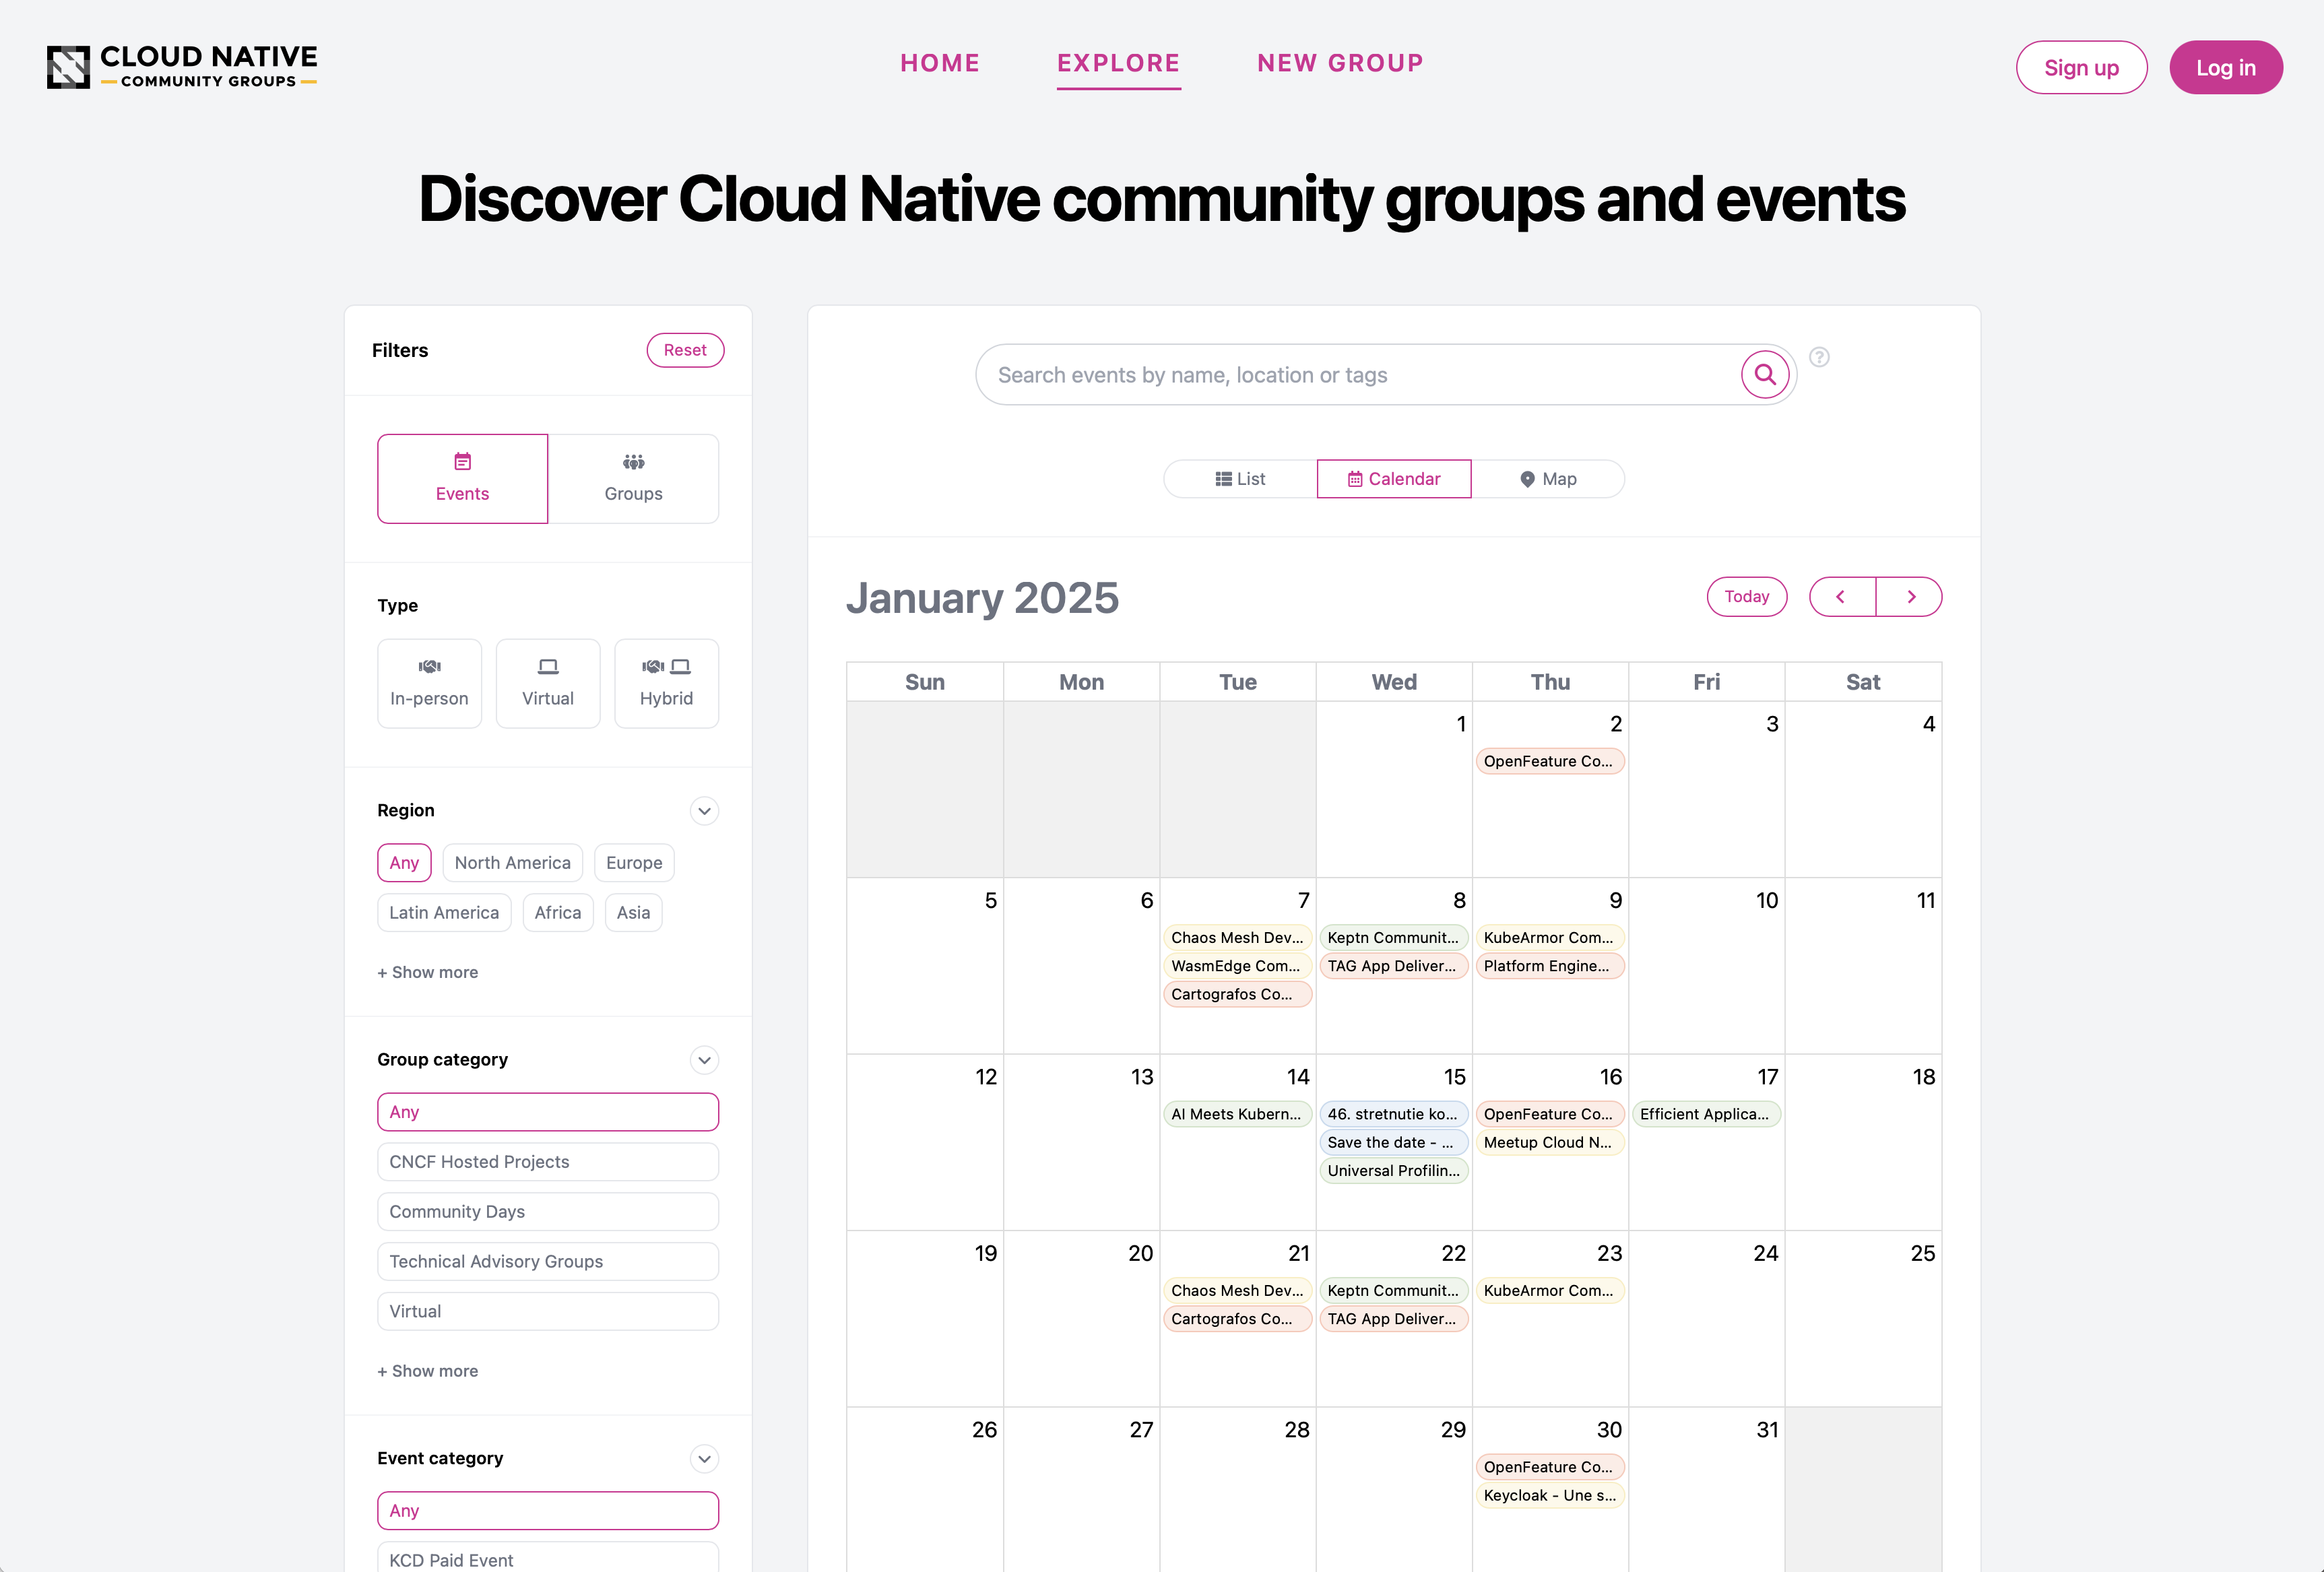 CLOUD NATIVE
COMMUNITY GROUPS
HOME
EXPLORE
NEW GROUP
Sign up
Log in
Discover Cloud Native community groups and events
Filters
Reset
Events
Groups
Type
In-person
Virtual
Hybrid
Region
Any
North America
Europe
Latin America
Africa
Asia
+ Show more
Group category
Any
CNCF Hosted Projects
Community Days
Technical Advisory Groups
Virtual
+ Show more
Event category
Any
KCD Paid Event
Search events by name, location or tags
?
List
Calendar
Map
January 2025
Today
Sun Mon Tue Wed Thu Fri Sat
1
2
OpenFeature Co...
3
4
5
6
7
Chaos Mesh Dev...
WasmEdge Com...
Cartografos Co...
8
Keptn Communit...
TAG App Deliver...
9
KubeArmor Com...
Platform Engine...
10
11
12
13
14
AI Meets Kubern...
15
46. stretnutie ko...
Save the date - ...
Universal Profilin...
16
OpenFeature Co...
Meetup Cloud N...
17
Efficient Applica...
18
19
20
21
Chaos Mesh Dev...
Cartografos Co...
22
Keptn Communit...
TAG App Deliver...
23
KubeArmor Com...
24
25
26
27
28
29
30
OpenFeature Co...
Keycloak - Une s...
31